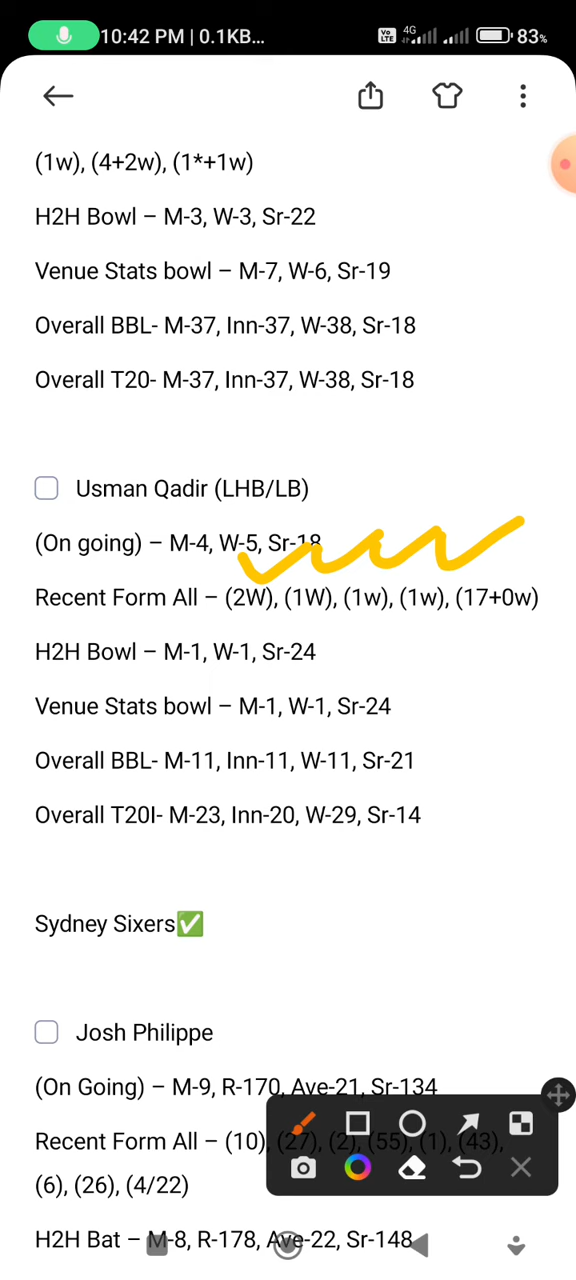 10:42 PM | 0.1KB... Vo LTE 4G 83%
(1w), (4+2w), (1*+1w)
H2H Bowl – M-3, W-3, Sr-22
Venue Stats bowl – M-7, W-6, Sr-19
Overall BBL- M-37, Inn-37, W-38, Sr-18
Overall T20- M-37, Inn-37, W-38, Sr-18
Usman Qadir (LHB/LB)
(On going) – M-4, W-5, Sr-18
Recent Form All – (2W), (1W), (1w), (1w), (17+0w)
H2H Bowl – M-1, W-1, Sr-24
Venue Stats bowl – M-1, W-1, Sr-24
Overall BBL- M-11, Inn-11, W-11, Sr-21
Overall T20I- M-23, Inn-20, W-29, Sr-14
Sydney Sixers✅
Josh Philippe
(On Going) – M-9, R-170, Ave-21, Sr-134
Recent Form All – (10), (27), (2), (55), (1), (43),
(6), (26), (4/22)
H2H Bat – M-8, R-178, Ave-22, Sr-148